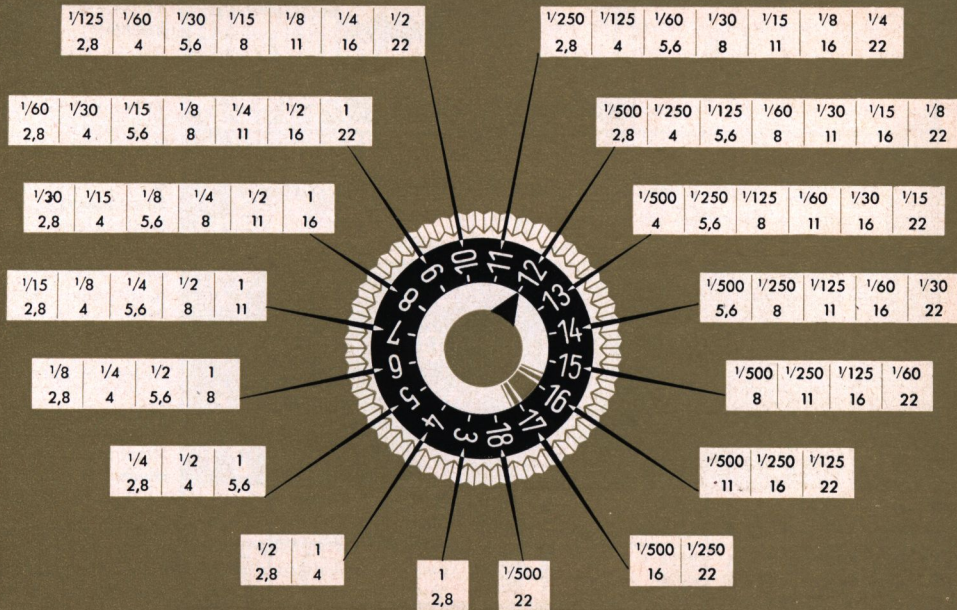 1/125 1/60 1/30 1/15 1/8 1/4 1/2
2,8 4 5,6 8 11 16 22
1/250 1/125 1/60 1/30 1/15 1/8 1/4
2,8 4 5,6 8 11 16 22
1/60 1/30 1/15 1/8 1/4 1/2 1
2,8 4 5,6 8 11 16 22
1/500 1/250 1/125 1/60 1/30 1/15 1/8
2,8 4 5,6 8 11 16 22
1/30 1/15 1/8 1/4 1/2 1
2,8 4 5,6 8 11 16
1/500 1/250 1/125 1/60 1/30 1/15
4 5,6 8 11 16 22
1/15 1/8 1/4 1/2 1
2,8 4 5,6 8 11
1/500 1/250 1/125 1/60 1/30
5,6 8 11 16 22
1/8 1/4 1/2 1
2,8 4 5,6 8
1/500 1/250 1/125 1/60
8 11 16 22
1/4 1/2 1
2,8 4 5,6
1/500 1/250 1/125
11 16 22
1/2 1
2,8 4
1
2,8
1/500
22
1/500 1/250
16 22
3 4 5 6 7 8 9 10 11 12 13 14 15 16 17 18